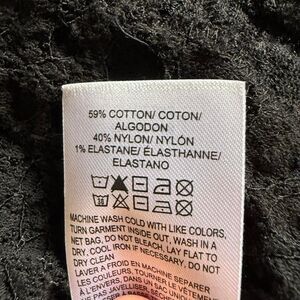 59% COTTON/ COTON/
ALGODON
40% NYLON/ NYLÓN
1% ELASTANE/ ÉLASTHANNE/
ELASTANO
MACHINE WASH COLD WITH LIKE COLORS.
TURN GARMENT INSIDE OUT, WASH IN A
NET BAG, DO NOT BLEACH, LAY FLAT TO
DRY, COOL IRON IF NECESSARY, DO NOT
DRY CLEAN
LAVER A FROID EN MACHINE SEPARER
LES COULEURS, TOURNER